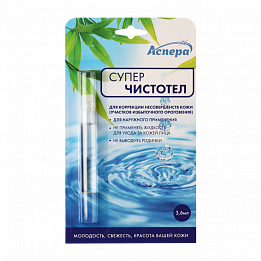 Аспера
СУПЕР
ЧИСТОТЕЛ
ДЛЯ КОРРЕКЦИИ НЕСОВЕРШЕНСТВ КОЖИ
(УЧАСТКОВ ИЗБЫТОЧНОГО ОРОГОВЕНИЯ)
• ДЛЯ НАРУЖНОГО ПРИМЕНЕНИЯ
• НЕ ПРИМЕНЯТЬ ЖИДКОСТЬ
ДЛЯ УХОДА ЗА КОЖЕЙ ЛИЦА
• НЕ ВЫВОДИТЬ РОДИНКИ
3,6мл
МОЛОДОСТЬ, СВЕЖЕСТЬ, КРАСОТА ВАШЕЙ КОЖИ